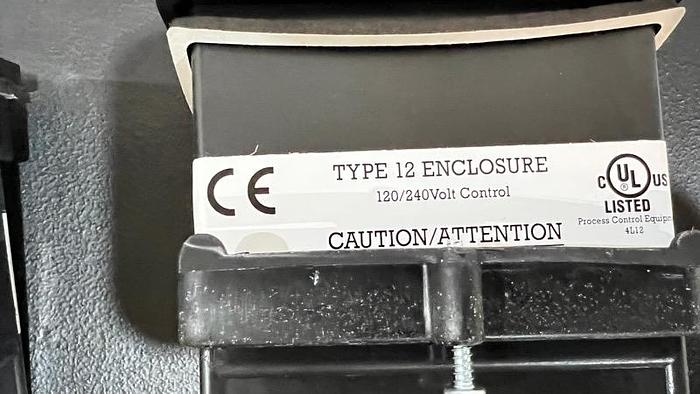 CE
TYPE 12 ENCLOSURE
120/240Volt Control
CAUTION/ATTENTION
C UL ® US
LISTED
Process Control Equip
4L12